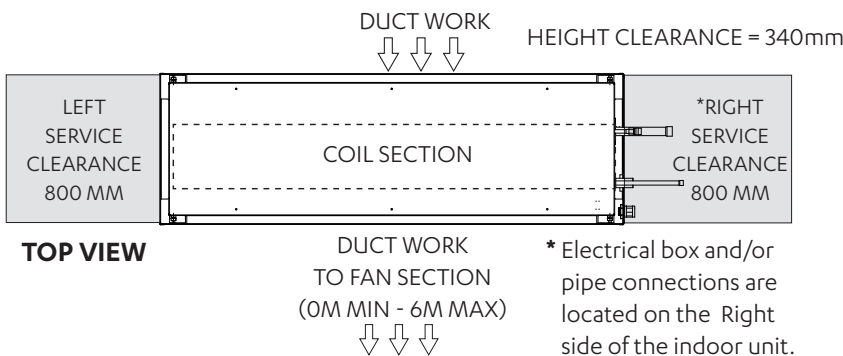 DUCT WORK
HEIGHT CLEARANCE = 340mm
LEFT
SERVICE
CLEARANCE
800 MM
COIL SECTION
*RIGHT
SERVICE
CLEARANCE
800 MM
TOP VIEW
DUCT WORK
TO FAN SECTION
(0M MIN - 6M MAX)
* Electrical box and/or
pipe connections are
located on the Right
side of the indoor unit.